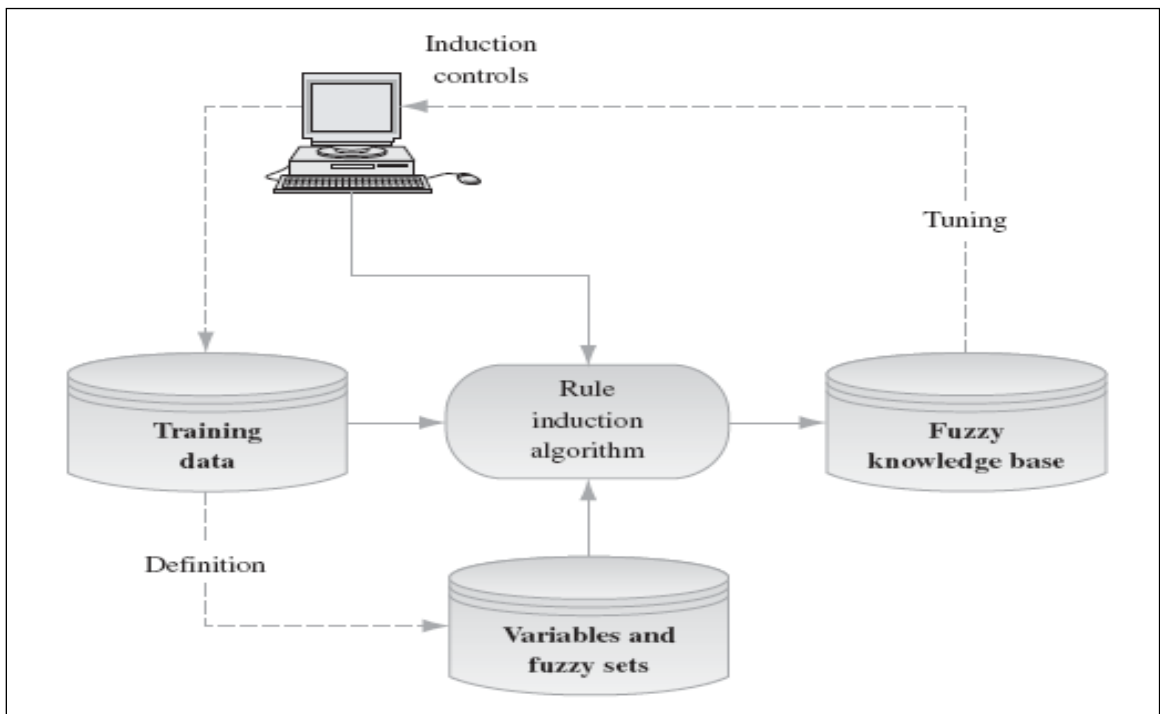 Induction
controls
Tuning
Training
data
Rule
induction
algorithm
Fuzzy
knowledge base
Definition
Variables and
fuzzy sets